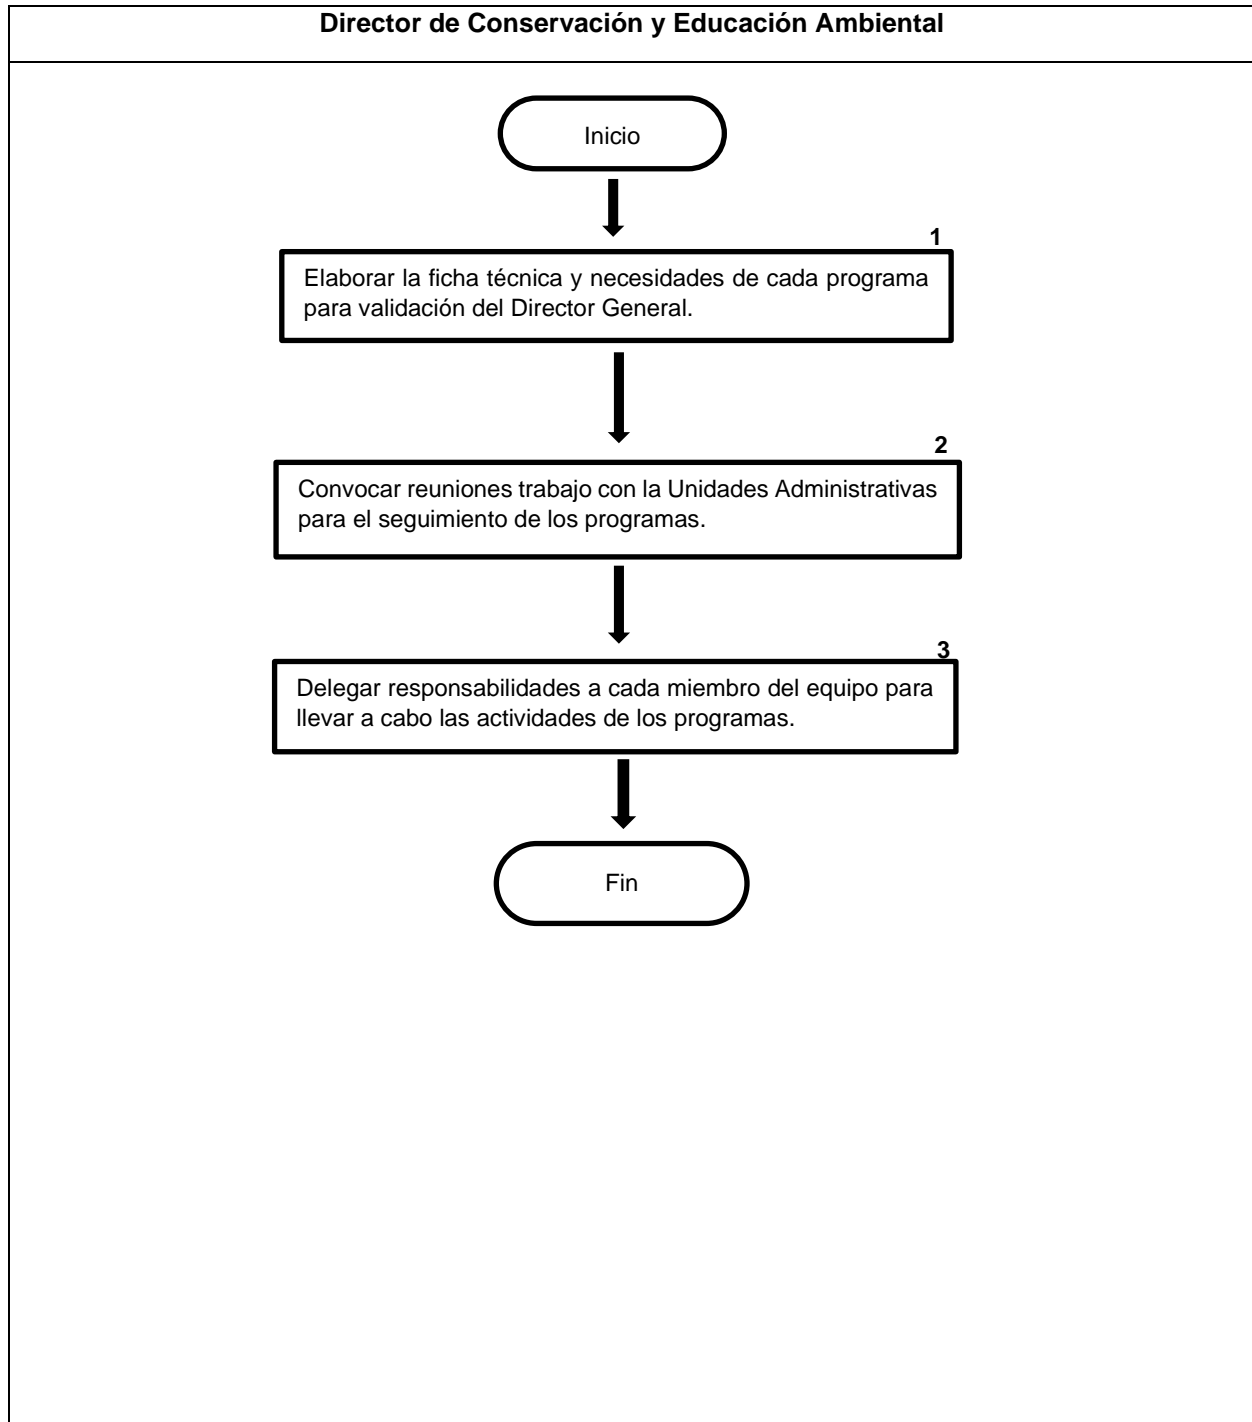 Director de Conservación y Educación Ambiental
Inicio
1
Elaborar la ficha técnica y necesidades de cada programa
para validación del Director General.
2
Convocar reuniones trabajo con la Unidades Administrativas
para el seguimiento de los programas.
3
Delegar responsabilidades a cada miembro del equipo para
llevar a cabo las actividades de los programas.
Fin